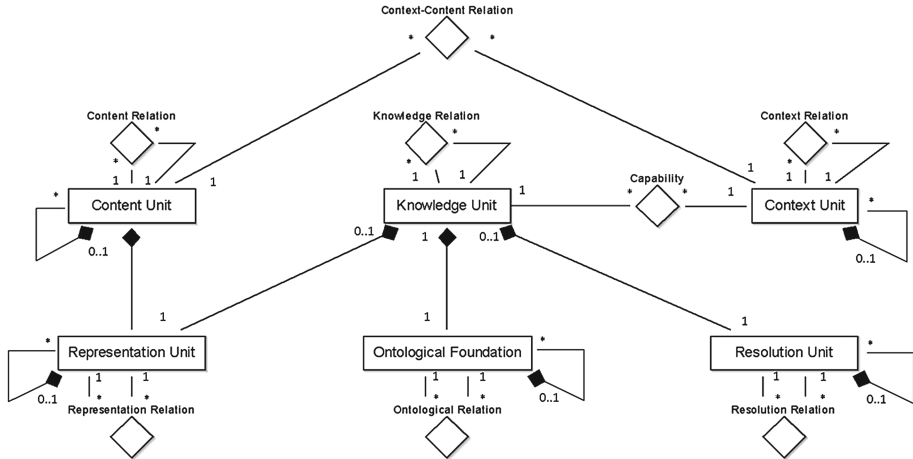 Context-Content Relation
* *
Content Relation Knowledge Relation Context Relation
* * *
* * *
1 1 1 1 1 1 1 1
Capability
* *
1 1
* Content Unit Knowledge Unit Context Unit *
0..1 0..1 1 0..1 0..1
1 1 1
* Representation Unit Ontological Foundation * Resolution Unit *
1 1 1 1 1 1
0..1 * * * * 0..1 * * 0..1
Representation Relation Ontological Relation Resolution Relation